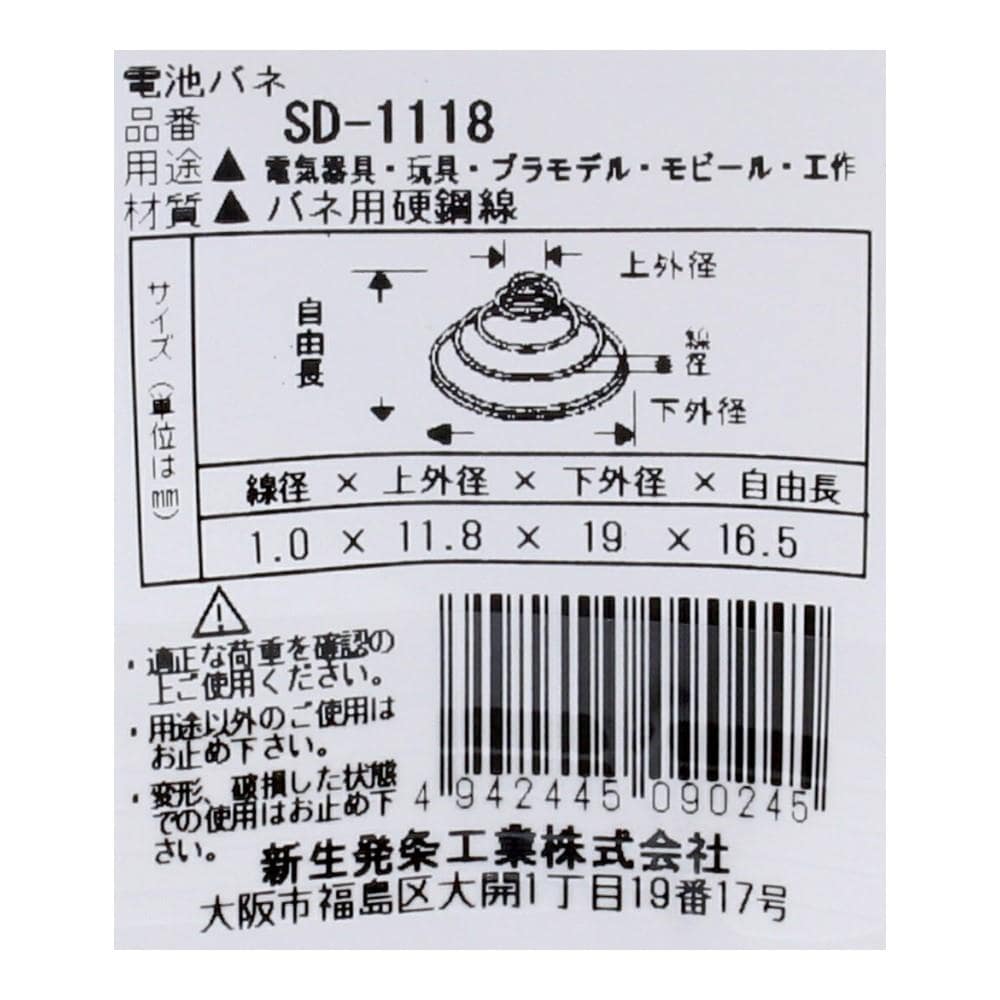 電池バネ
品番 SD-1118
用途▲ 電気器具・玩具・プラモデル・モビール・工作
材質▲ バネ用硬鋼線
サイズ(単位はmm)
上外径
自由長
線径
下外径
線径 × 上外径 × 下外径 × 自由長
1.0 × 11.8 × 19 × 16.5
・適正な荷重を確認の
上ご使用ください。
・用途以外のご使用は
お止め下さい。
・変形、破損した状態
での使用はお止め下
さい。
4 942445 090245
新生発条工業株式会社
大阪市福島区大開1丁目19番17号